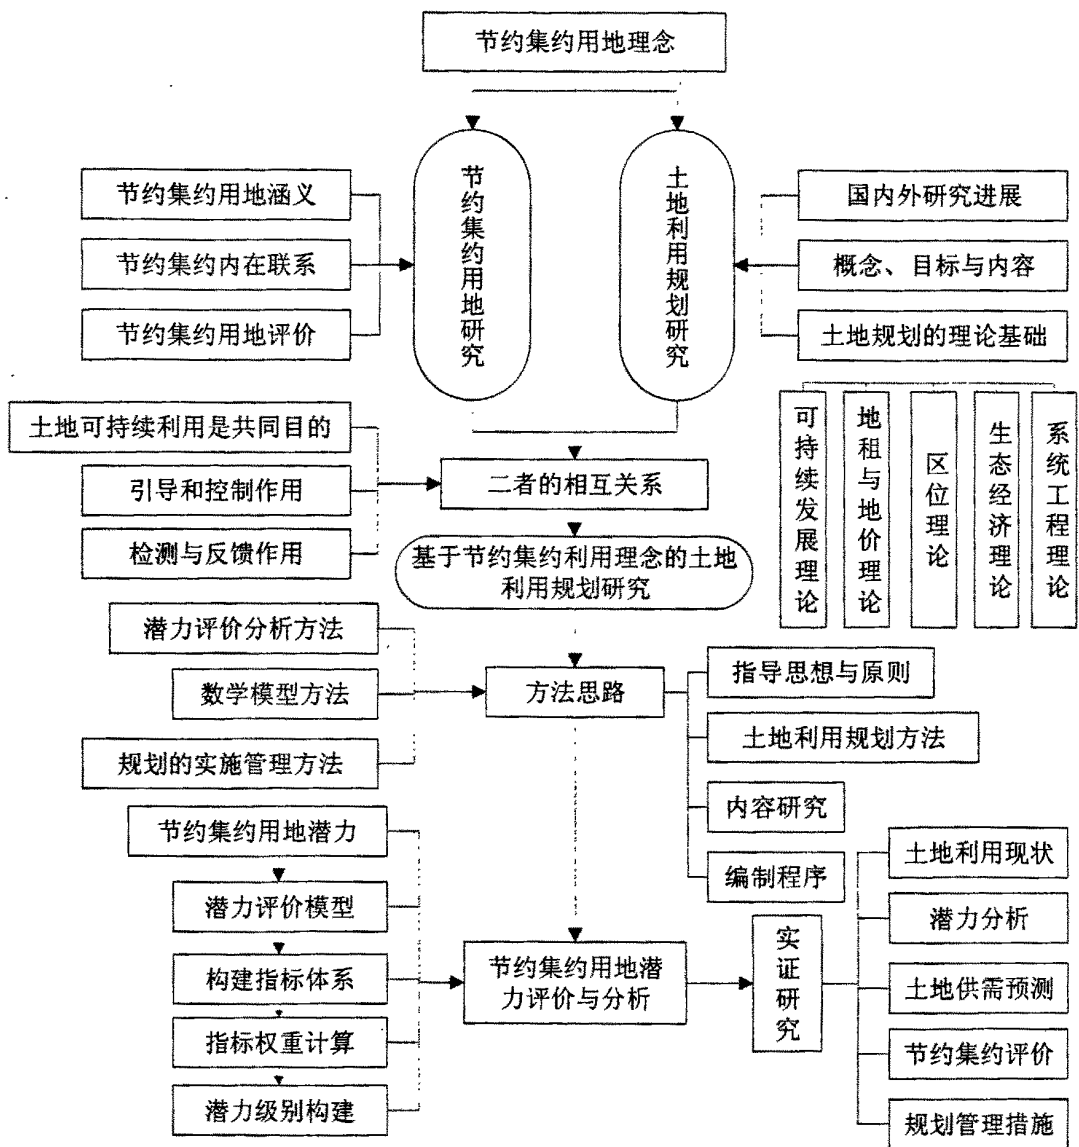 节约集约用地理念
节约集约用地研究
土地利用规划研究
节约集约用地涵义
节约集约内在联系
节约集约用地评价
国内外研究进展
概念、目标与内容
土地规划的理论基础
可持续发展理论
地租与地价理论
区位理论
生态经济理论
系统工程理论
土地可持续利用是共同目的
引导和控制作用
检测与反馈作用
二者的相互关系
基于节约集约利用理念的土地
利用规划研究
潜力评价分析方法
数学模型方法
规划的实施管理方法
方法思路
指导思想与原则
土地利用规划方法
内容研究
编制程序
节约集约用地潜力
潜力评价模型
构建指标体系
指标权重计算
潜力级别构建
节约集约用地潜
力评价与分析
实证研究
土地利用现状
潜力分析
土地供需预测
节约集约评价
规划管理措施